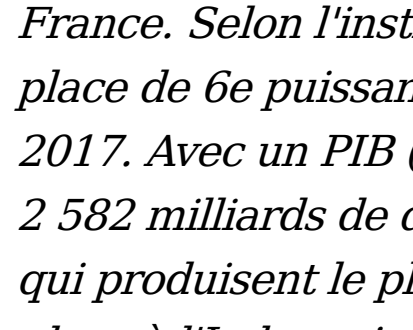 France. Selon l'inst
place de 6e puissan
2017. Avec un PIB (
2 582 milliards de d
qui produisent le pl